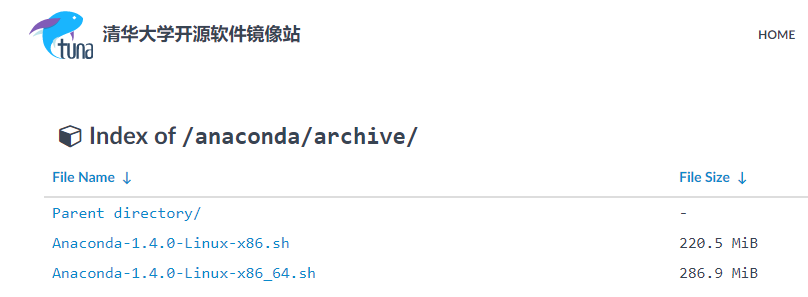 tuna 清华大学开源软件镜像站 HOME
Index of /anaconda/archive/
File Name ↓ File Size ↓
Parent directory/ -
Anaconda-1.4.0-Linux-x86.sh 220.5 MiB
Anaconda-1.4.0-Linux-x86_64.sh 286.9 MiB